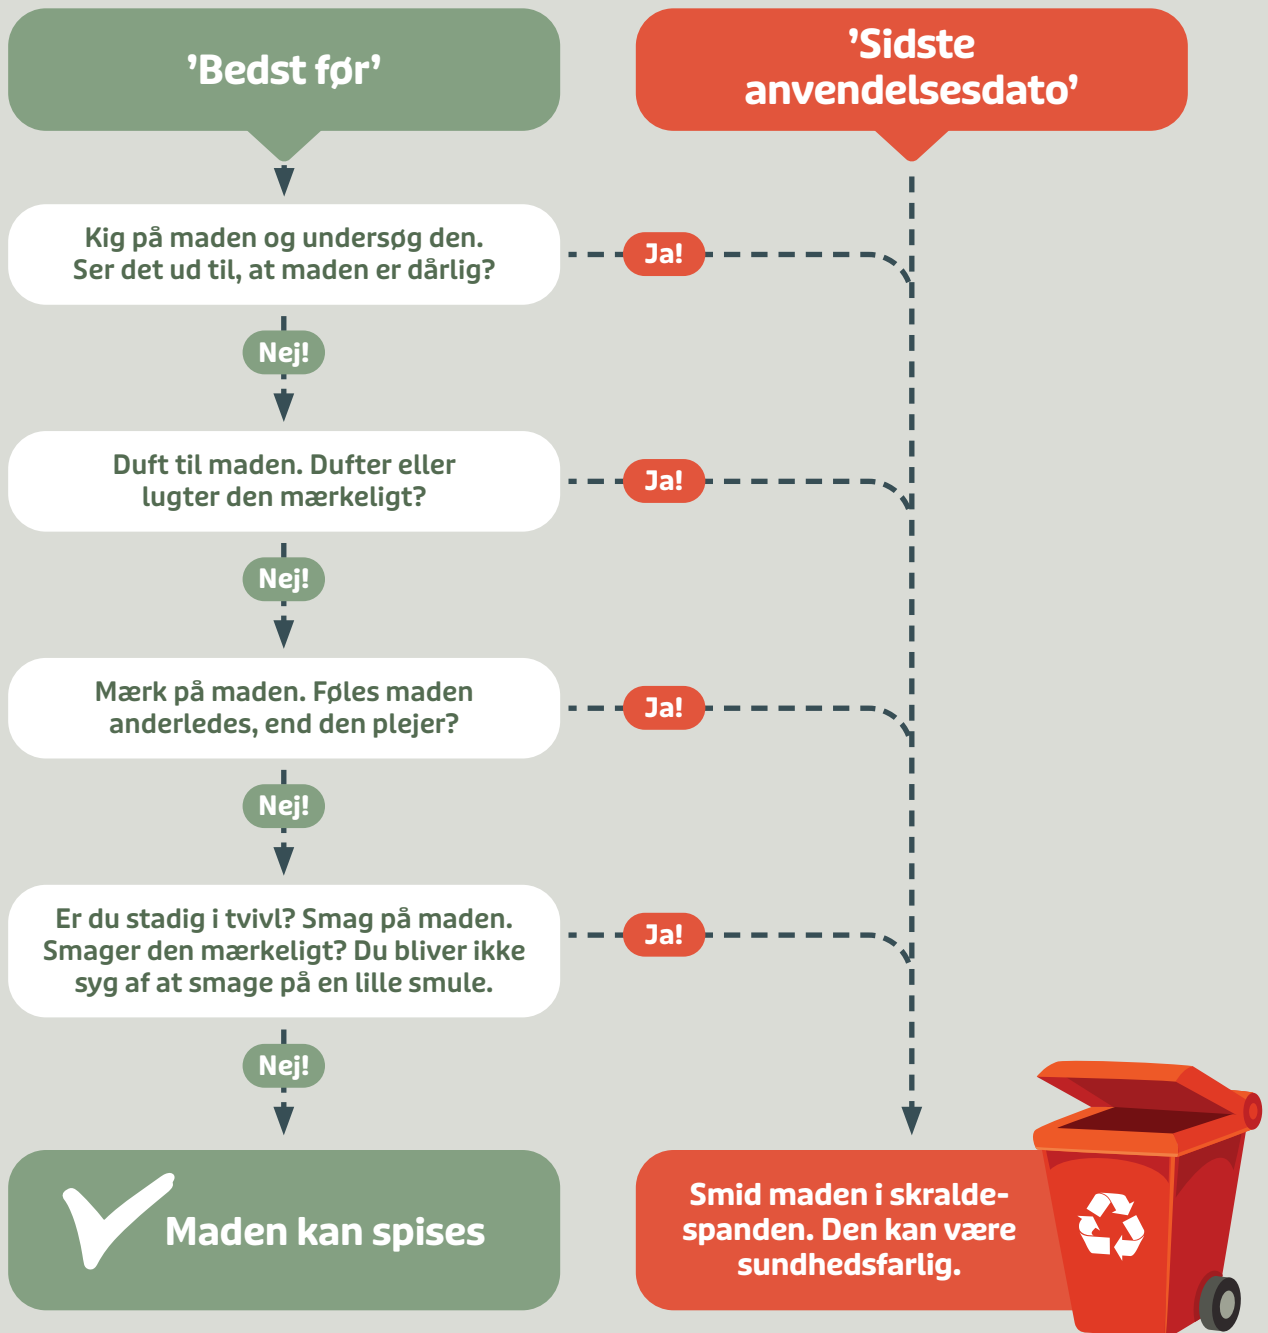 ’Bedst før’
’Sidste
anvendelsesdato’
Kig på maden og undersøg den.
Ser det ud til, at maden er dårlig?
Ja!
Nej!
Duft til maden. Dufter eller
lugter den mærkeligt?
Ja!
Nej!
Mærk på maden. Føles maden
anderledes, end den plejer?
Ja!
Nej!
Er du stadig i tvivl? Smag på maden.
Smager den mærkeligt? Du bliver ikke
syg af at smage på en lille smule.
Ja!
Nej!
Maden kan spises
Smid maden i skralde-
spanden. Den kan være
sundhedsfarlig.